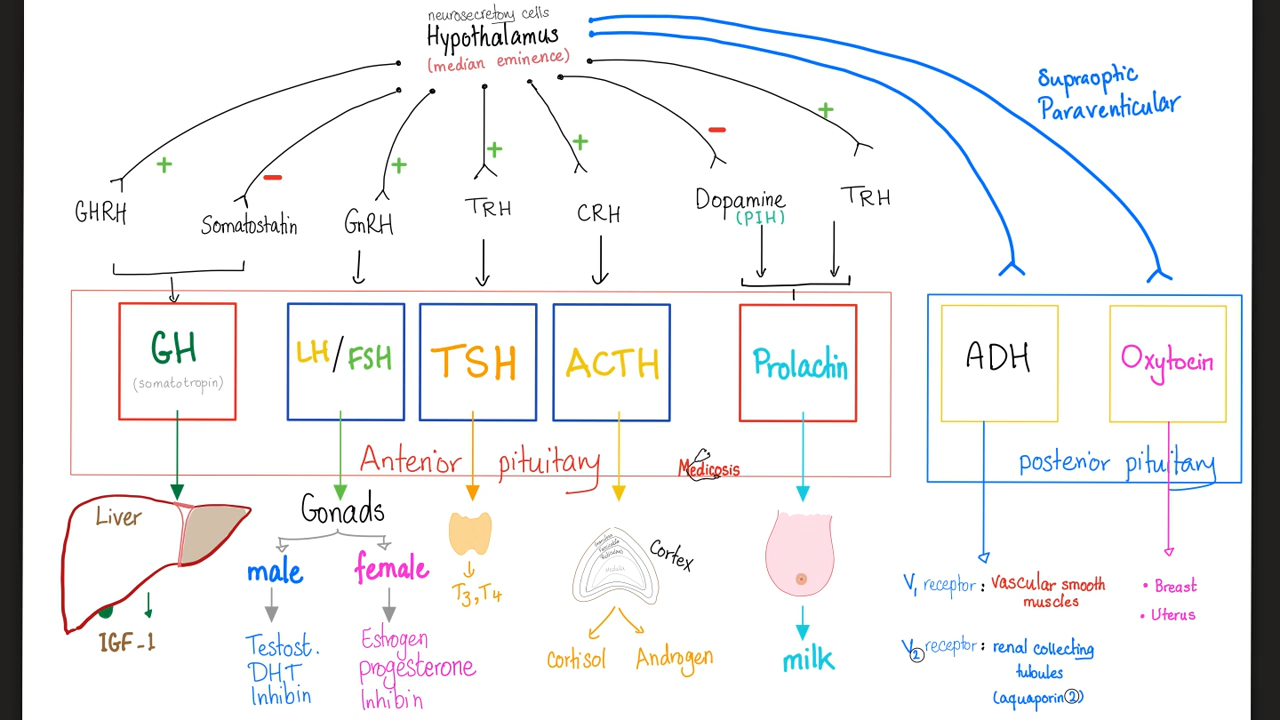 neurosecretory cells
Hypothalamus
(median eminence)
Supraoptic
Paraventicular
+
−
+
+
+
−
+
GHRH
Somatostatin
GnRH
TRH
CRH
Dopamine
(PIH)
TRH
GH
(somatotropin)
LH/FSH
TSH
ACTH
Prolactin
ADH
Oxytocin
Anterior pituitary
Medicosis
posterior pituitary
Liver
IGF-1
Gonads
male
female
Testost.
DHT
Inhibin
Estrogen
progesterone
Inhibin
T3, T4
Cortex
Medulla
Cortisol
Androgen
milk
V1 receptor: vascular smooth
muscles
V2 receptor: renal collecting
tubules
(aquaporin 2)
• Breast
• Uterus